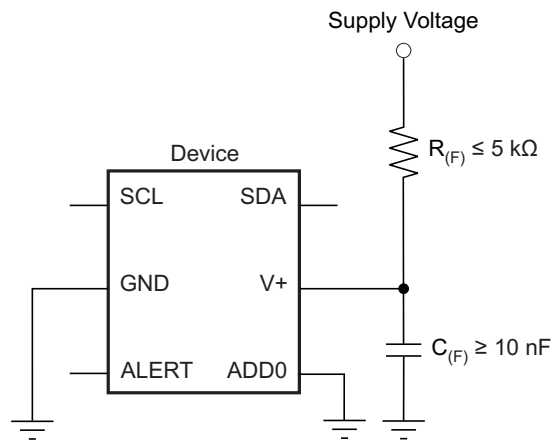 Supply Voltage
R(F) ≤ 5 kΩ
Device
SCL SDA
GND V+
C(F) ≥ 10 nF
ALERT ADD0